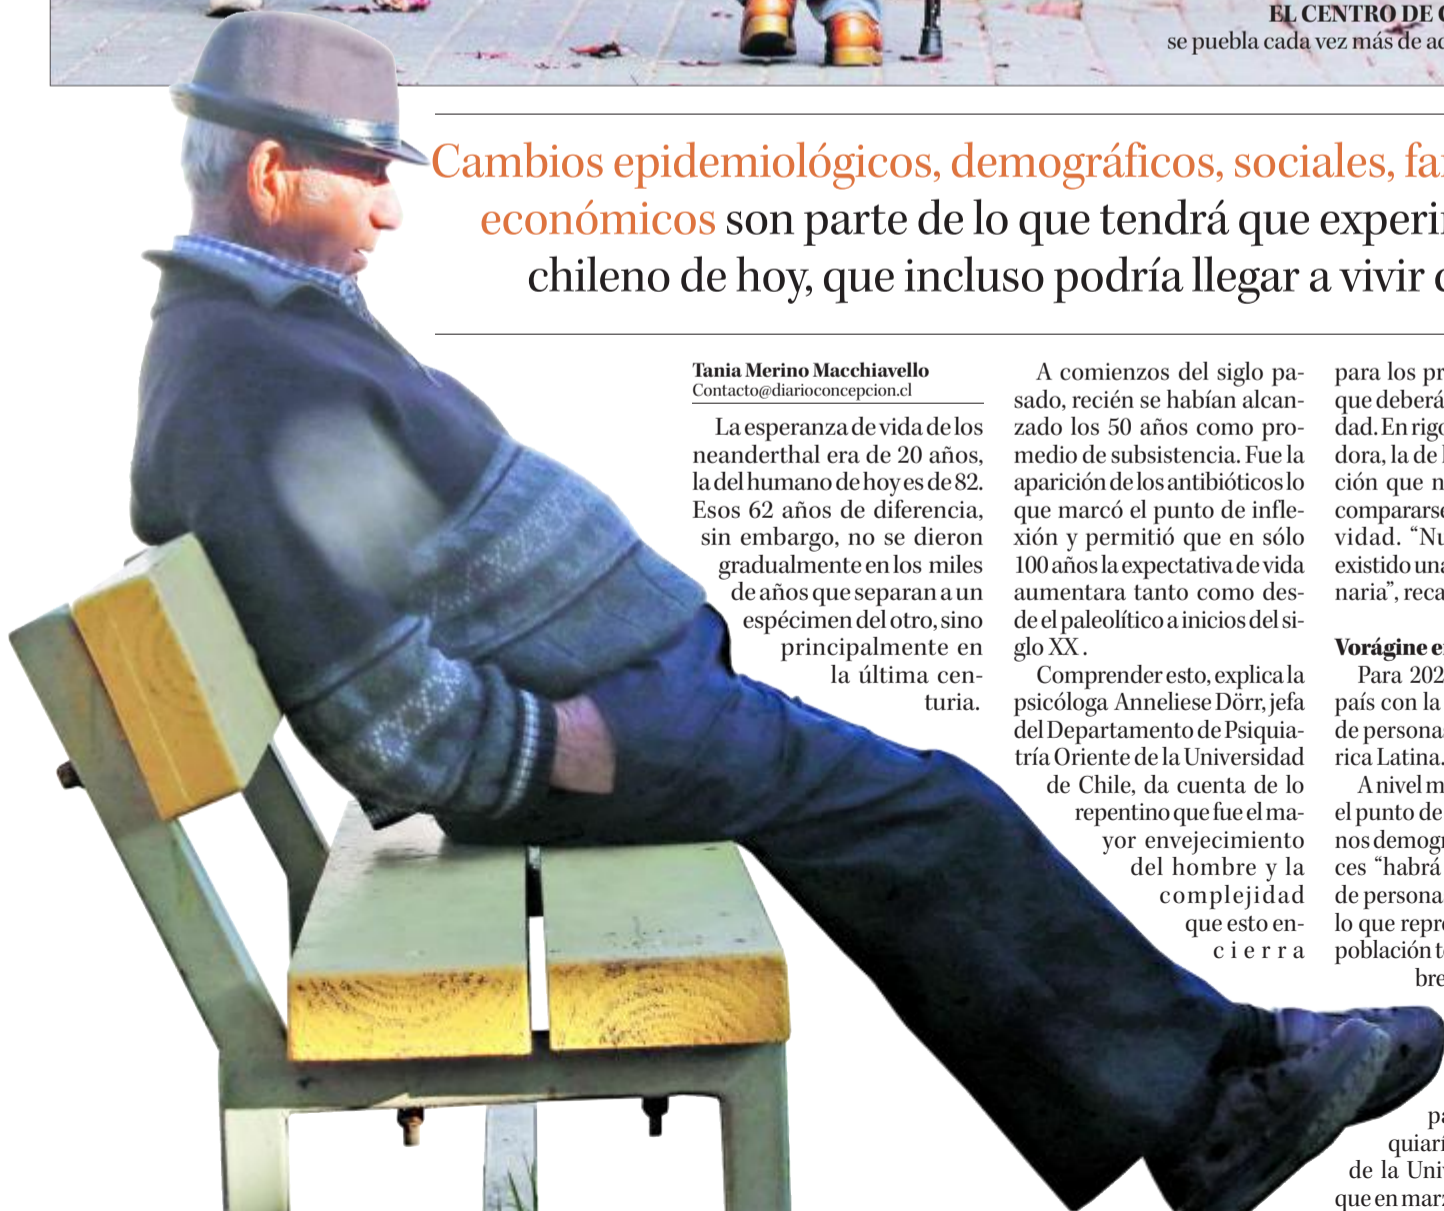 EL CENTRO DE
se puebla cada vez más de
Cambios epidemiológicos, demográficos, sociales,
económicos son parte de lo que tendrá que
chileno de hoy, que incluso podría llegar a vivir
Tania Merino Macchiavello
Contacto@diarioconcepcion.cl
La esperanza de vida de los
neanderthal era de 20 años,
la del humano de hoy es de 82.
Esos 62 años de diferencia,
sin embargo, no se dieron
gradualmente en los miles
de años que separan a un
espécimen del otro, sino
principalmente en
la última cen-
turia.
A comienzos del siglo pa-
sado, recién se habían alcan-
zado los 50 años como pro-
medio de subsistencia. Fue la
aparición de los antibióticos lo
que marcó el punto de infle-
xión y permitió que en sólo
100 años la expectativa de vida
aumentara tanto como des-
de el paleolítico a inicios del si-
glo XX.
Comprender esto, explica la
psicóloga Anneliese Dörr, jefa
del Departamento de Psiquia-
tría Oriente de la Universidad
de Chile, da cuenta de lo
repentino que fue el ma-
yor envejecimiento
del hombre y la
complejidad
que esto en-
cierra
para los
que deberá
dad. En
dora, la de
ción que
vidad.
existido
naria”,
Vorágine
Para
país con la
de
rica Latina.
A nivel
el punto de
nos
ces “habrá
de
lo que
población
de la
que en